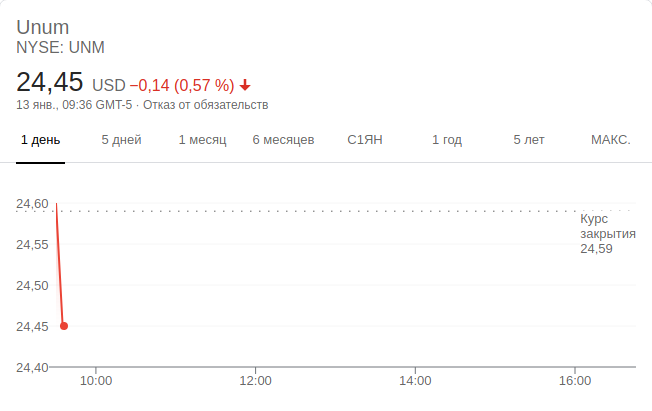 Unum
NYSE: UNM
24,45 USD −0,14 (0,57 %)
13 янв., 09:36 GMT-5 · Отказ от обязательств
1 день 5 дней 1 месяц 6 месяцев С1ЯН 1 год 5 лет МАКС.
24,60
Курс
закрытия
24,59
24,55
24,50
24,45
24,40
10:00 12:00 14:00 16:00